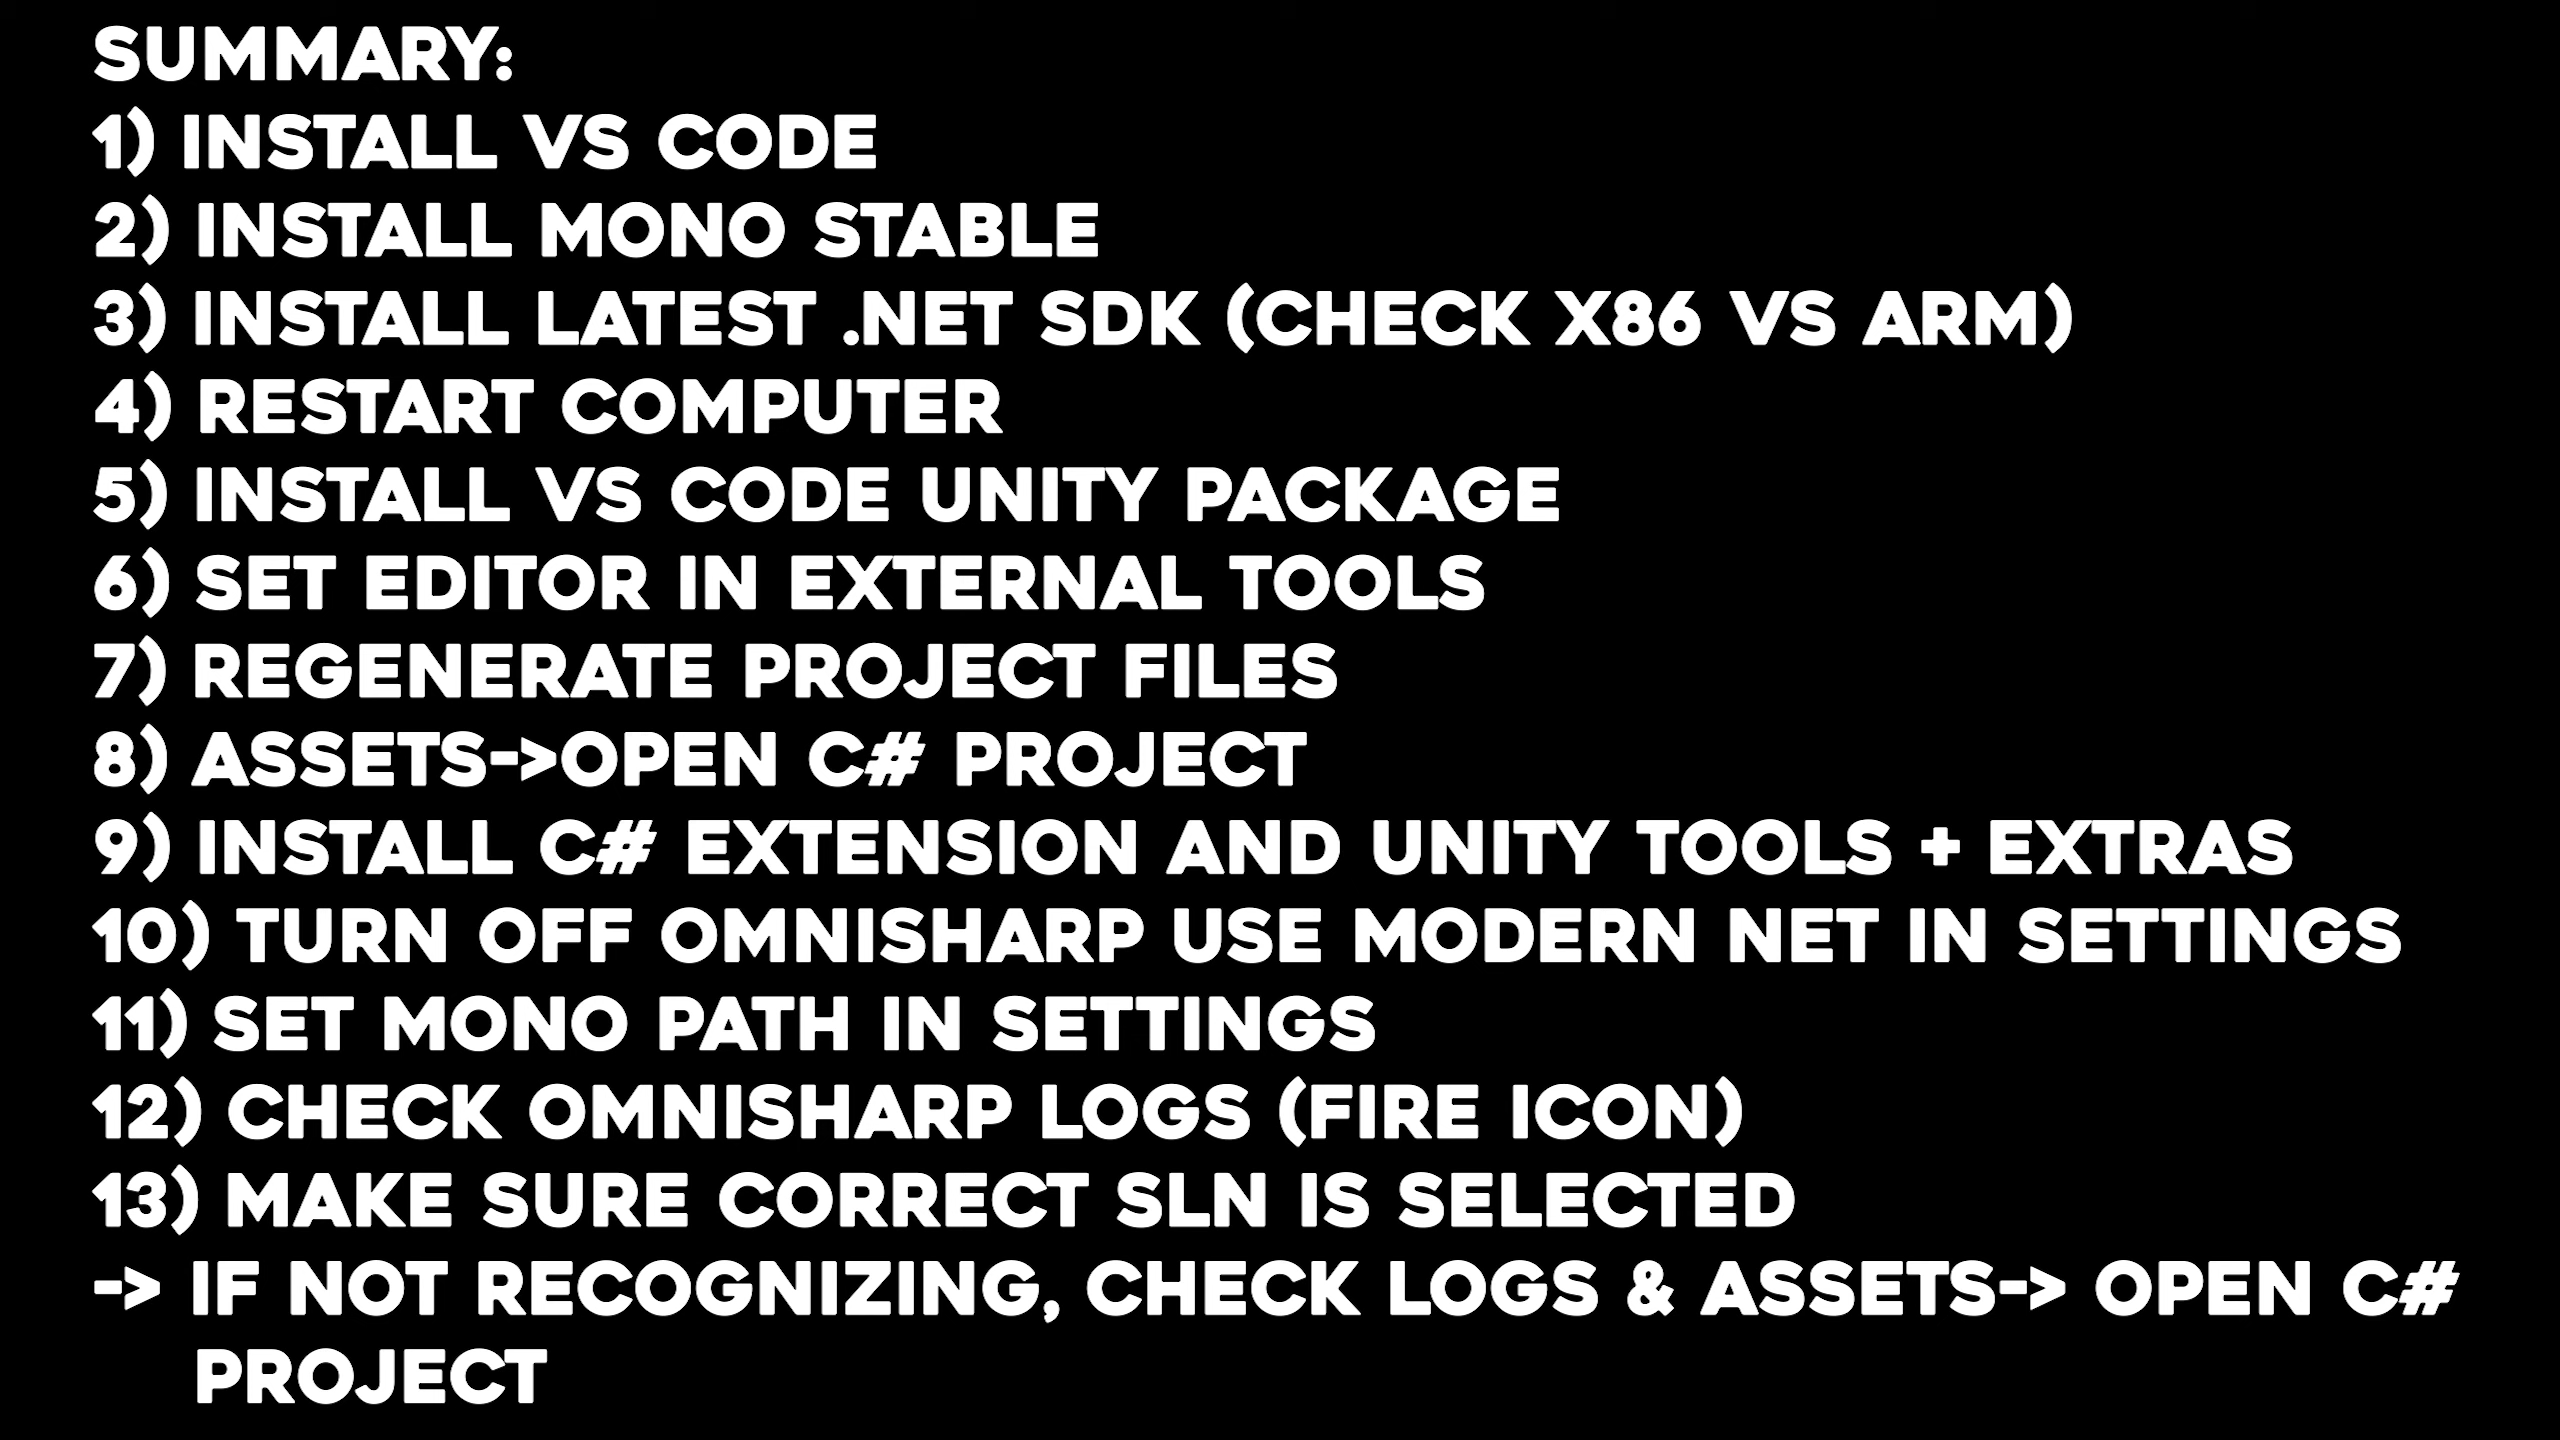 SUMMARY:
1) INSTALL VS CODE
2) INSTALL MONO STABLE
3) INSTALL LATEST .NET SDK (CHECK X86 VS ARM)
4) RESTART COMPUTER
5) INSTALL VS CODE UNITY PACKAGE
6) SET EDITOR IN EXTERNAL TOOLS
7) REGENERATE PROJECT FILES
8) ASSETS->OPEN C# PROJECT
9) INSTALL C# EXTENSION AND UNITY TOOLS + EXTRAS
10) TURN OFF OMNISHARP USE MODERN NET IN SETTINGS
11) SET MONO PATH IN SETTINGS
12) CHECK OMNISHARP LOGS (FIRE ICON)
13) MAKE SURE CORRECT SLN IS SELECTED
-> IF NOT RECOGNIZING, CHECK LOGS & ASSETS-> OPEN C#
PROJECT